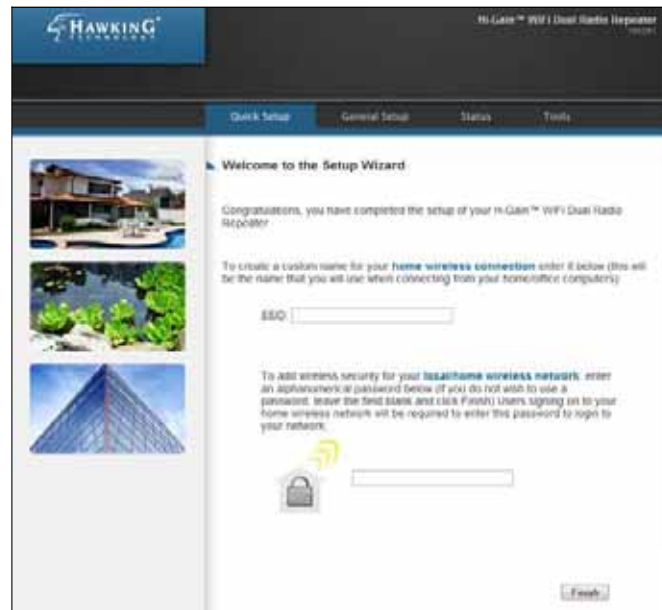 HAWKING
TECHNOLOGY
Hi-Gain™ WiFi Dual Radio Repeater
Quick Setup
General Setup
Status
Tools
Welcome to the Setup Wizard
Congratulations, you have completed the setup of your Hi-Gain™ WiFi Dual Radio
Repeater
To create a custom name for your home wireless connection enter it below (this will
be the name that you will use when connecting from your home/office computers)
SSID
To add wireless security for your local/home wireless network, enter
an alphanumerical password below (if you do not wish to use a
password, leave the field blank and click Finish) Users signing on to your
home wireless network will be required to enter this password to login to
your network.
Finish